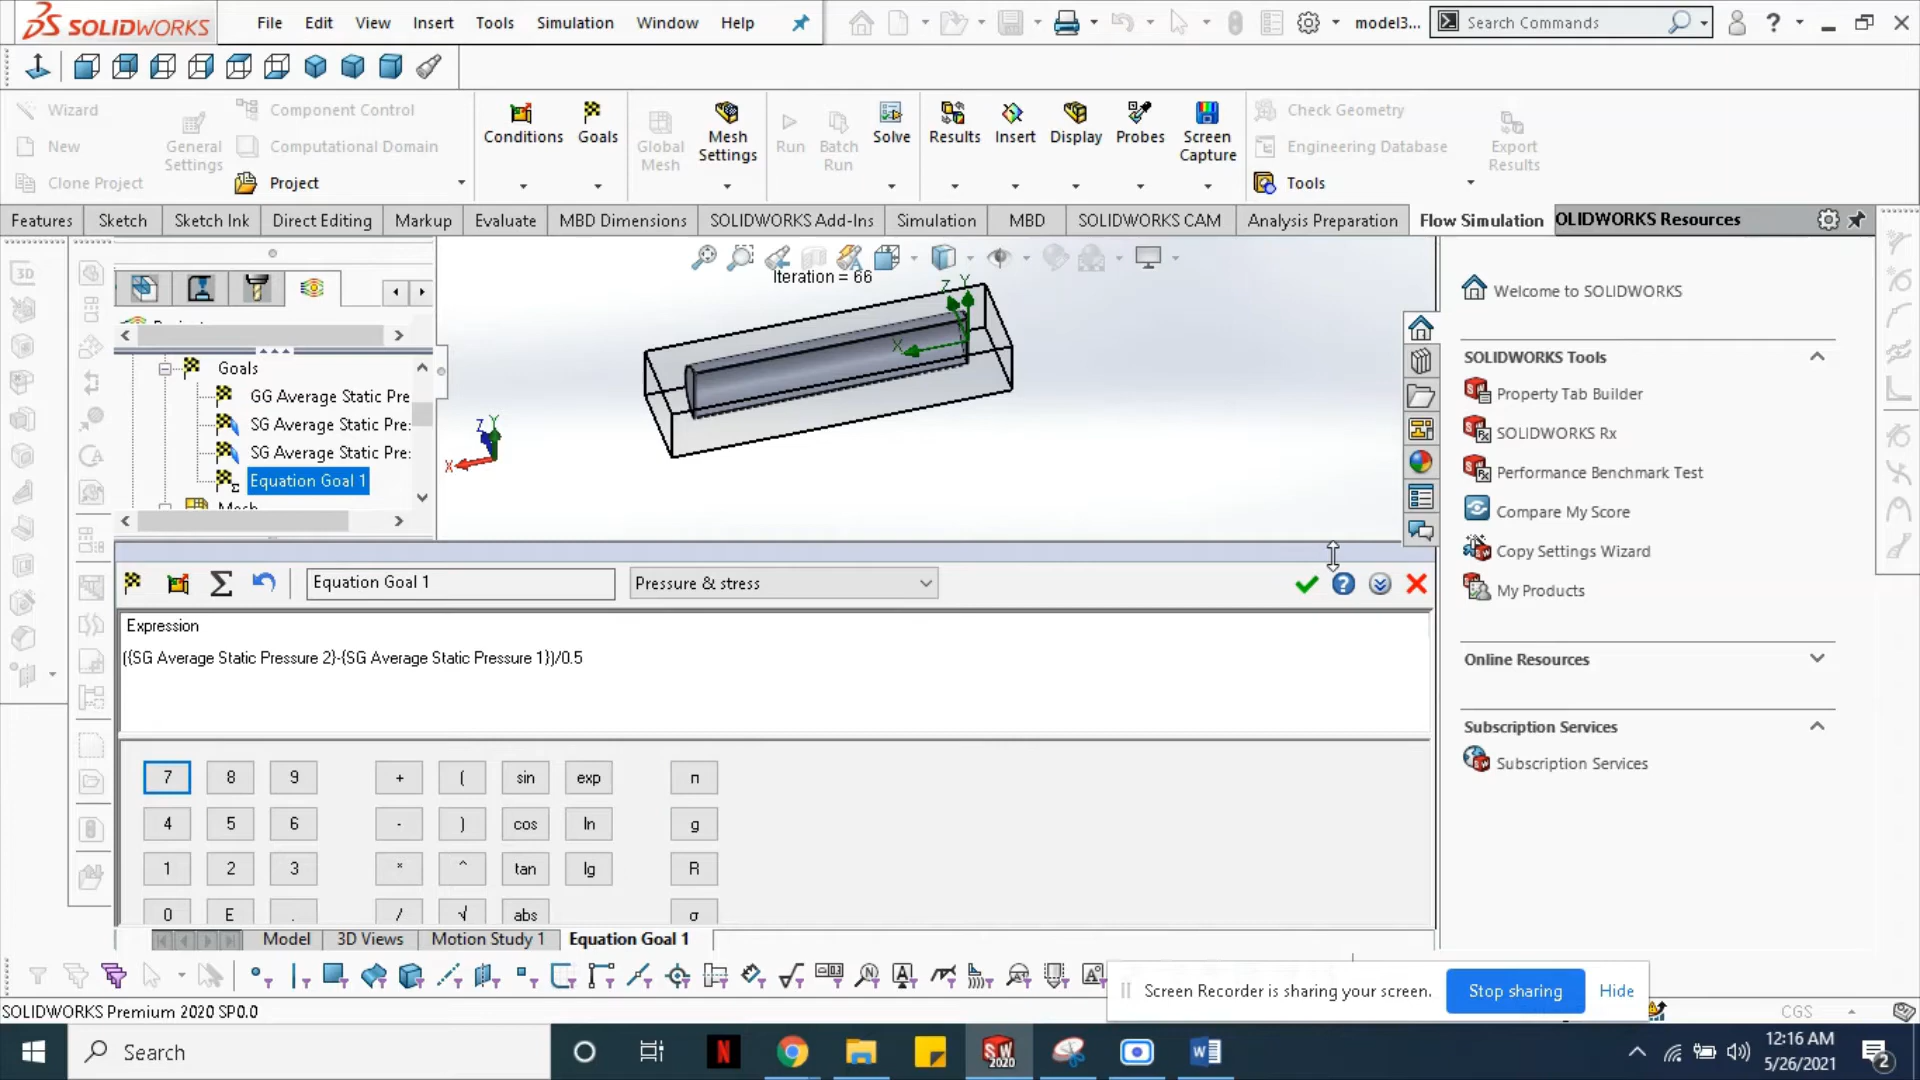 SOLIDWORKS File Edit View Insert Tools Simulation Window Help model3... Search Commands ?
Wizard
New
Clone Project
General Settings
Component Control
Computational Domain
Project
Conditions
Goals
Global Mesh
Mesh Settings
Run
Batch Run
Solve
Results
Insert
Display
Probes
Screen Capture
Check Geometry
Engineering Database
Tools
Export Results
Features Sketch Sketch Ink Direct Editing Markup Evaluate MBD Dimensions SOLIDWORKS Add-Ins Simulation MBD SOLIDWORKS CAM Analysis Preparation Flow Simulation OLIDWORKS Resources
Iteration = 66
Z Y
X
Goals
GG Average Static Pre
SG Average Static Pre:
SG Average Static Pre:
Equation Goal 1
Mesh
Z Y
X
Welcome to SOLIDWORKS
SOLIDWORKS Tools
Property Tab Builder
SOLIDWORKS Rx
Performance Benchmark Test
Compare My Score
Copy Settings Wizard
My Products
Online Resources
Subscription Services
Subscription Services
Equation Goal 1 Pressure & stress
Expression
({SG Average Static Pressure 2}-{SG Average Static Pressure 1})/0.5
7 8 9 + ( sin exp π
4 5 6 - ) cos ln g
1 2 3 * ^ tan lg R
0 E . / √ abs σ
Model 3D Views Motion Study 1 Equation Goal 1
Screen Recorder is sharing your screen. Stop sharing Hide
SOLIDWORKS Premium 2020 SP0.0 CGS
Search
12:16 AM
5/26/2021
2